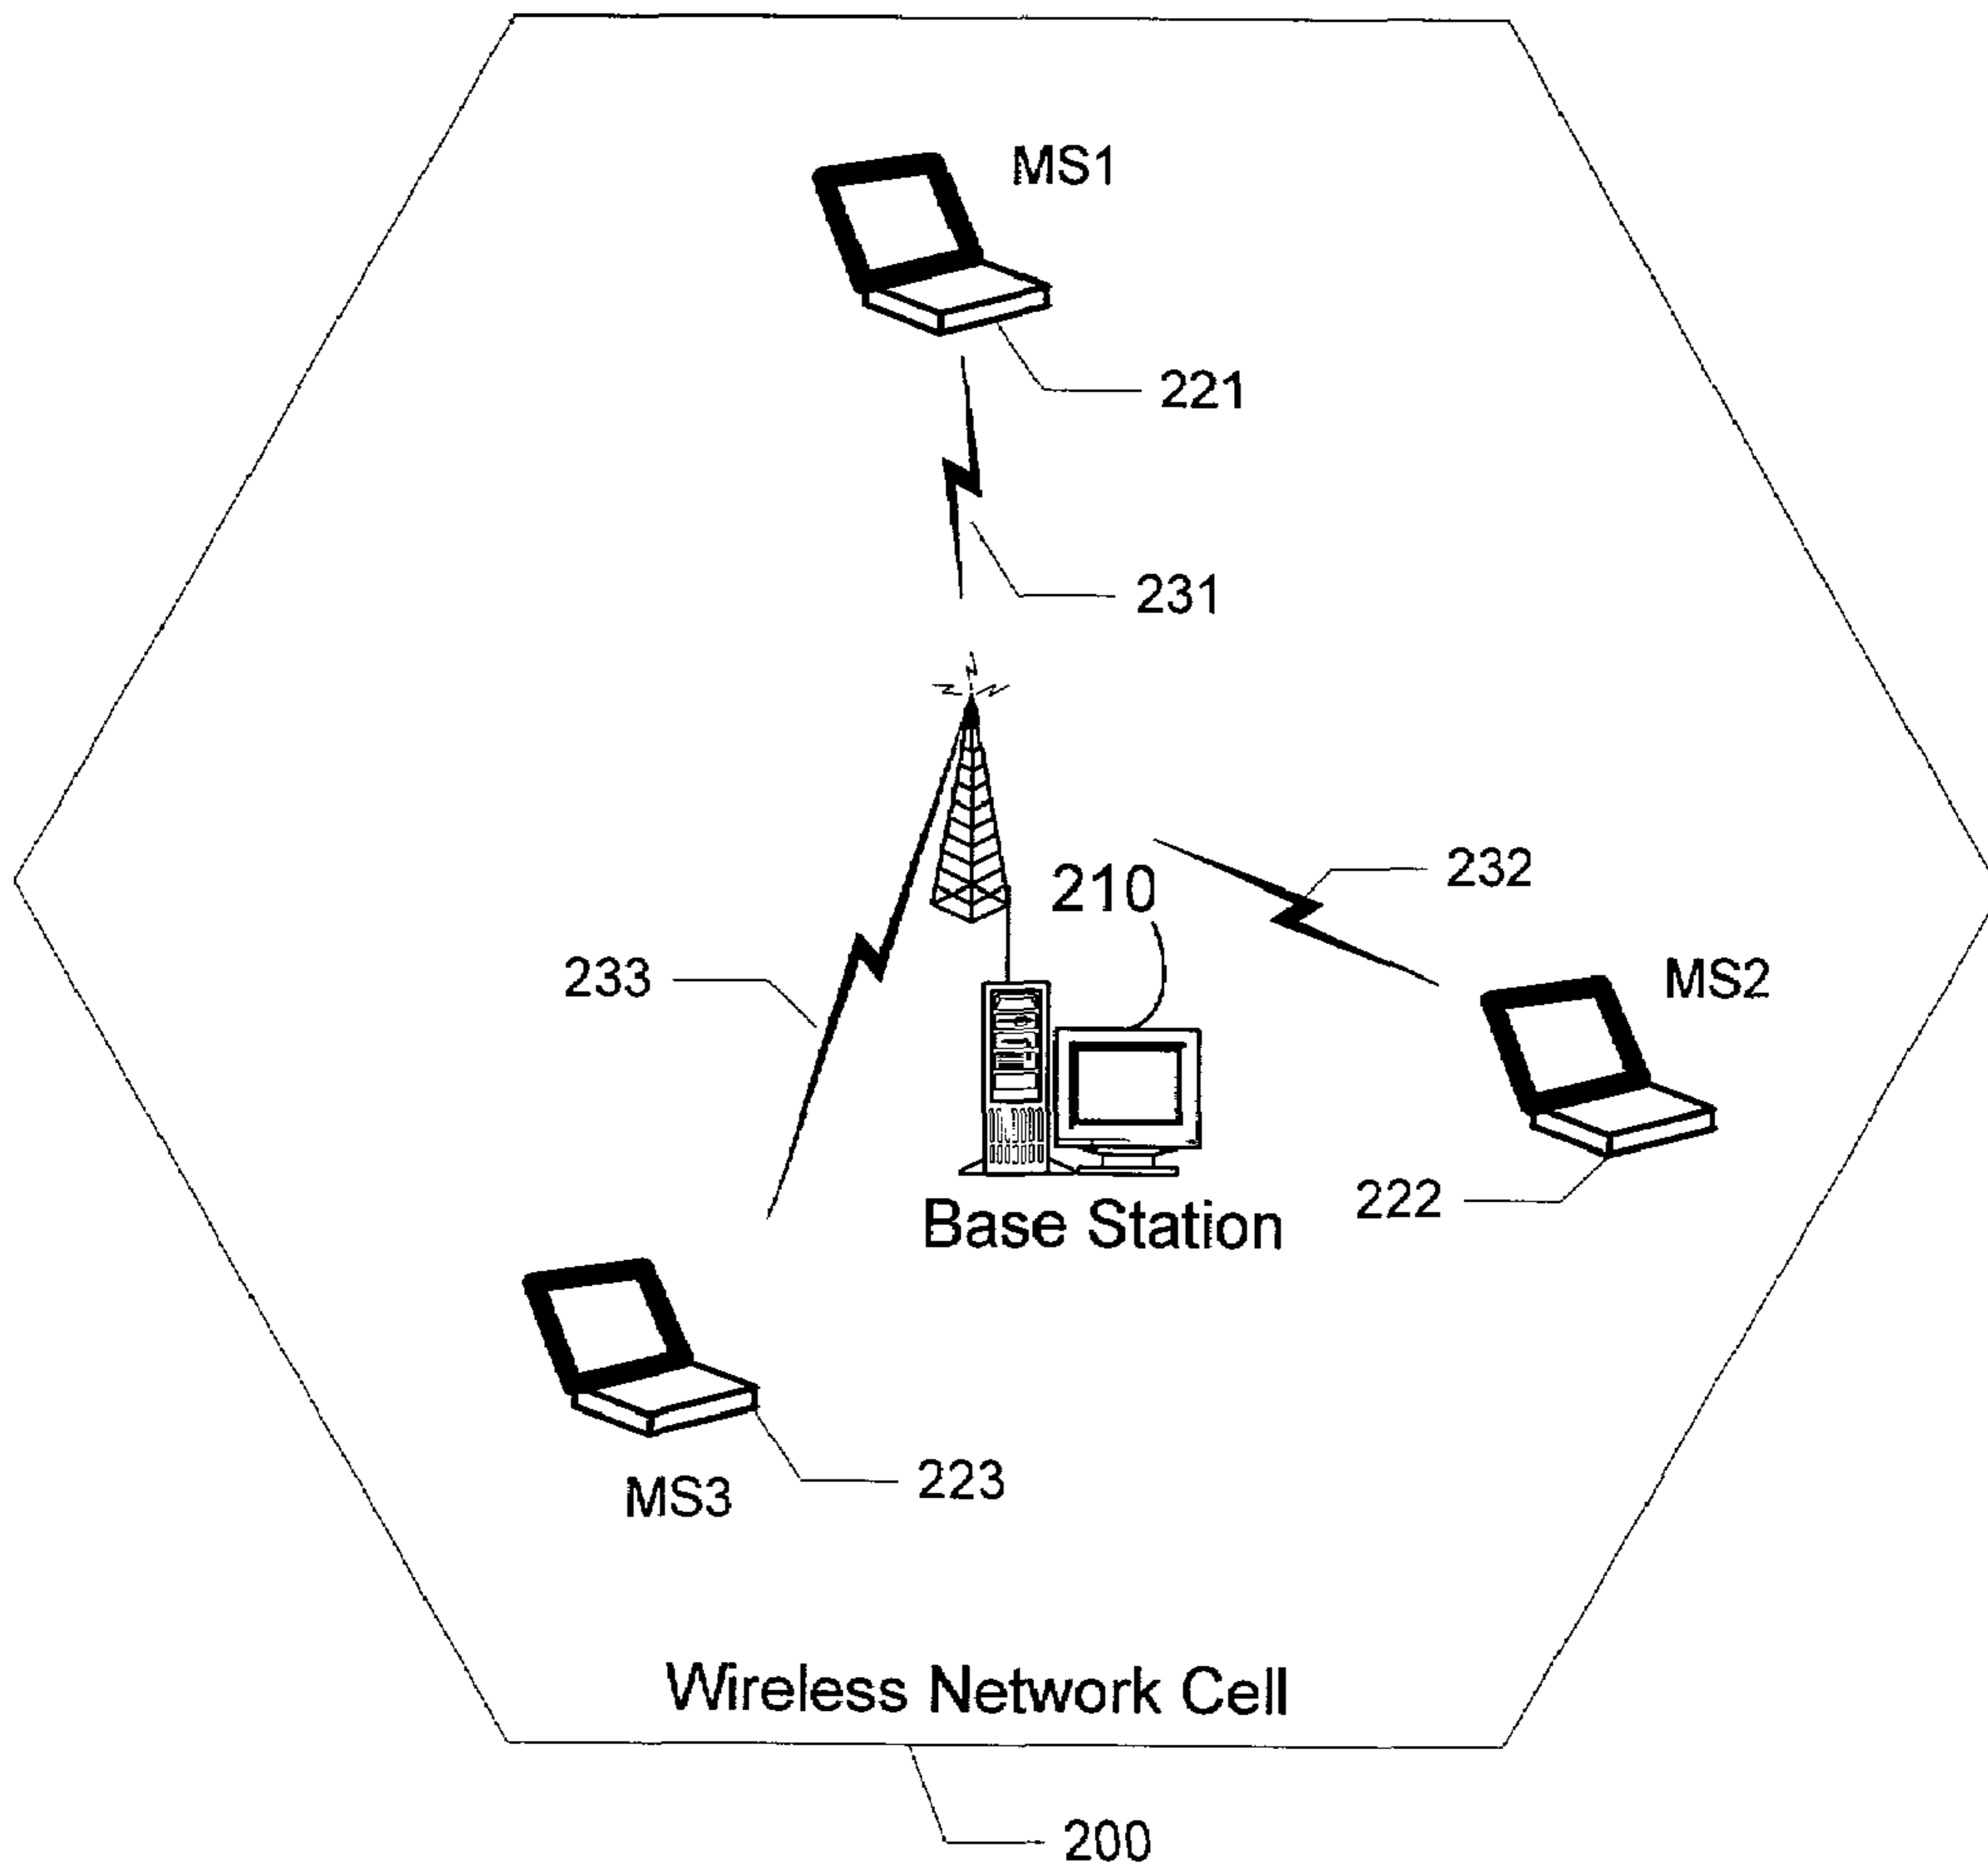 MS1
221
231
232
210
233
MS2
222
Base Station
223
MS3
Wireless Network Cell
200